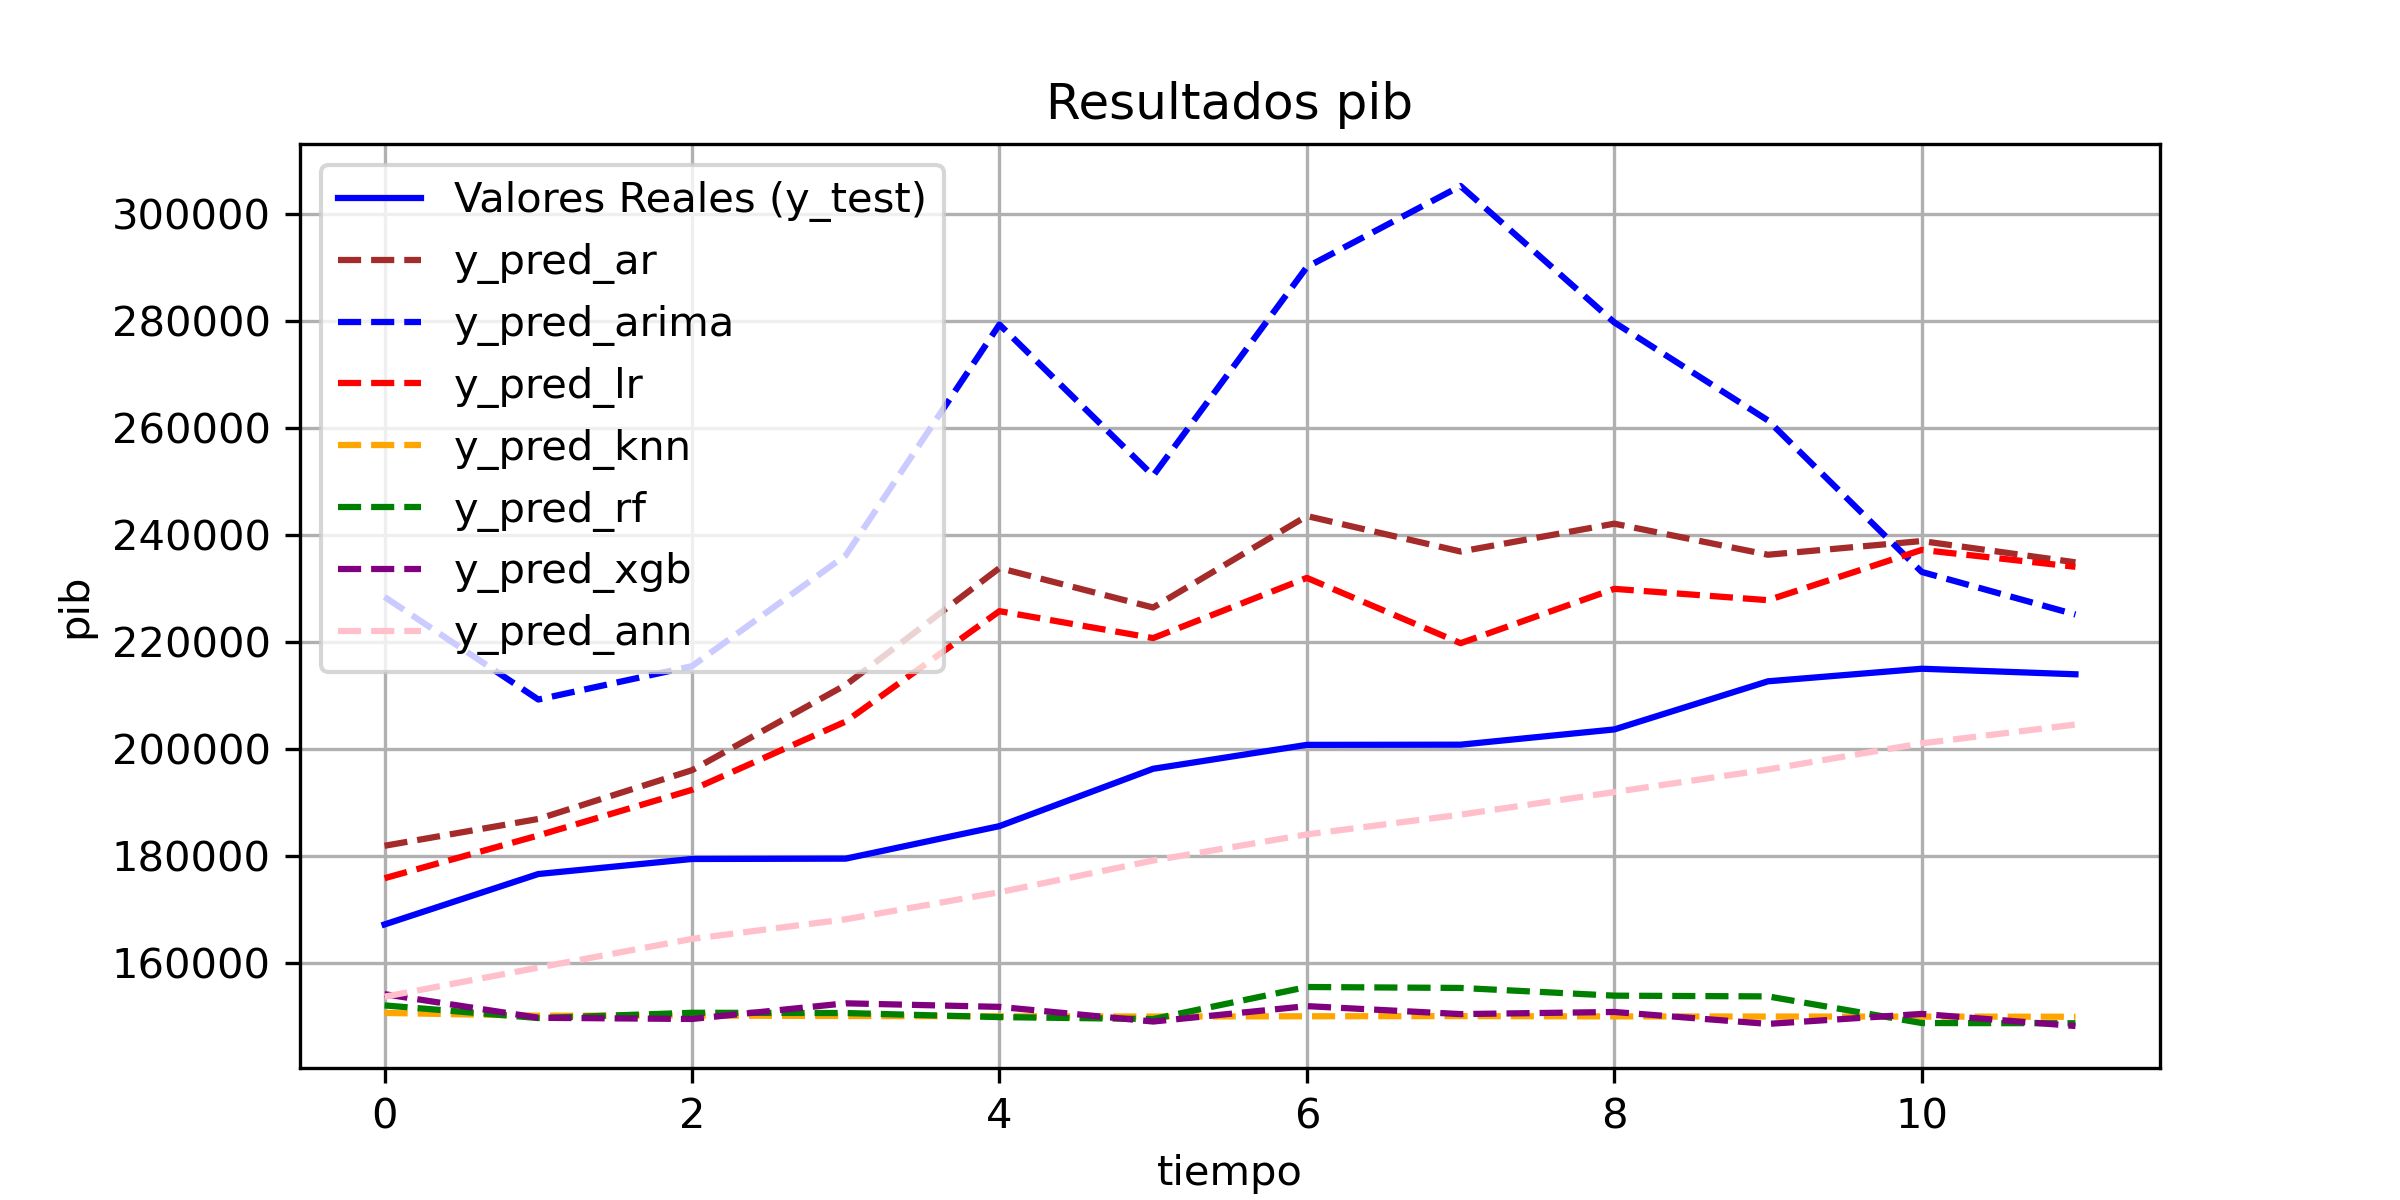 Resultados pib
Valores Reales (y_test)
y_pred_ar
y_pred_arima
y_pred_lr
y_pred_knn
y_pred_rf
y_pred_xgb
y_pred_ann
pib
300000
280000
260000
240000
220000
200000
180000
160000
0 2 4 6 8 10
tiempo